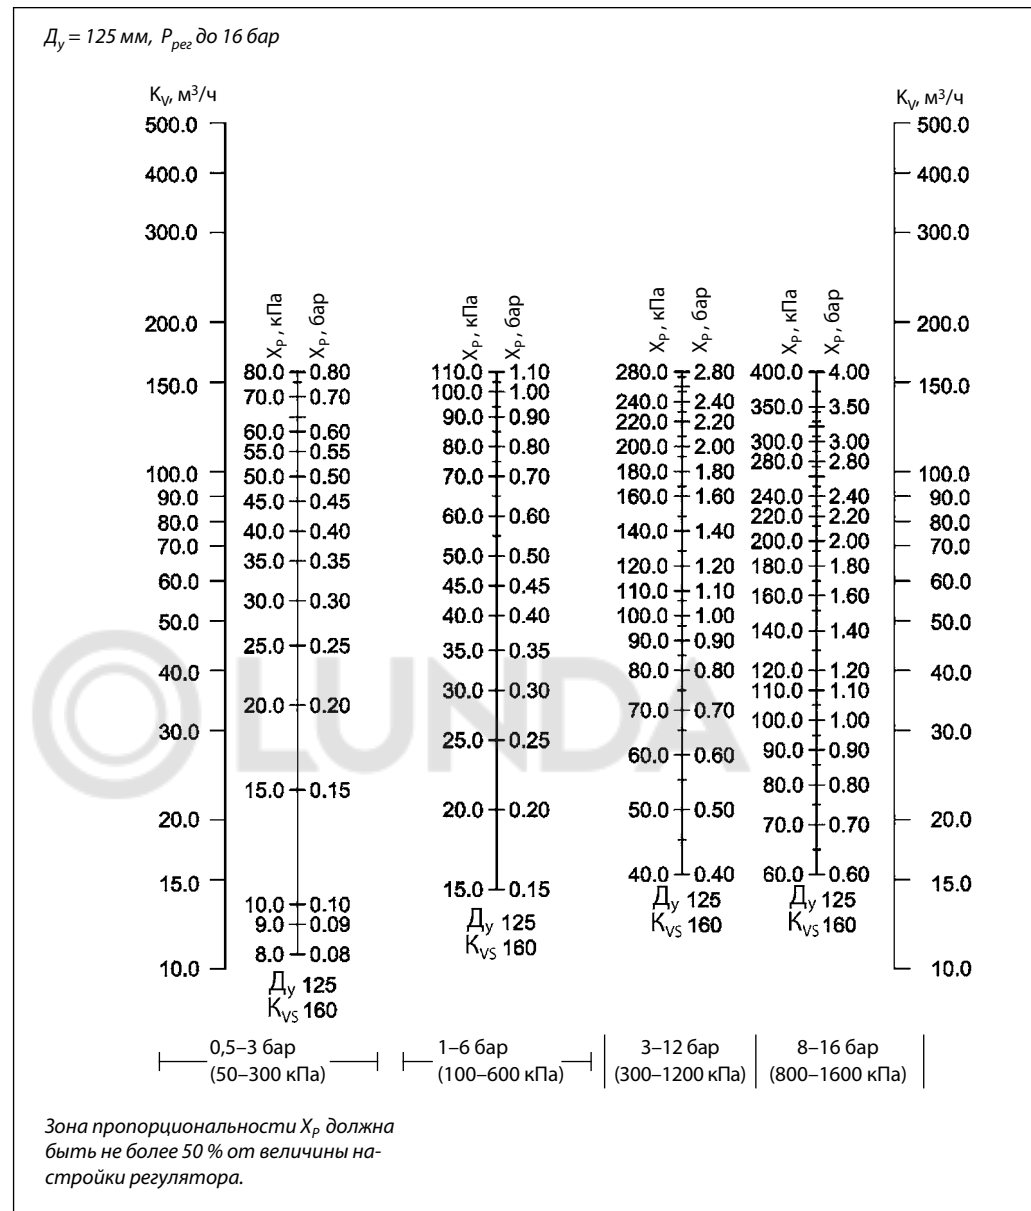 Ду = 125 мм, Ррег до 16 бар
KV, м³/ч
KV, м³/ч
500.0 500.0
400.0 400.0
300.0 300.0
200.0 200.0
150.0 150.0
100.0 100.0
90.0 90.0
80.0 80.0
70.0 70.0
60.0 60.0
50.0 50.0
40.0 40.0
30.0 30.0
20.0 20.0
15.0 15.0
10.0 10.0
XP, кПа XP, бар
80.0 0.80
70.0 0.70
60.0 0.60
55.0 0.55
50.0 0.50
45.0 0.45
40.0 0.40
35.0 0.35
30.0 0.30
25.0 0.25
20.0 0.20
15.0 0.15
10.0 0.10
9.0 0.09
8.0 0.08
Ду 125
KVS 160
XP, кПа XP, бар
110.0 1.10
100.0 1.00
90.0 0.90
80.0 0.80
70.0 0.70
60.0 0.60
50.0 0.50
45.0 0.45
40.0 0.40
35.0 0.35
30.0 0.30
25.0 0.25
20.0 0.20
15.0 0.15
Ду 125
KVS 160
XP, кПа XP, бар
280.0 2.80
240.0 2.40
220.0 2.20
200.0 2.00
180.0 1.80
160.0 1.60
140.0 1.40
120.0 1.20
110.0 1.10
100.0 1.00
90.0 0.90
80.0 0.80
70.0 0.70
60.0 0.60
50.0 0.50
40.0 0.40
Ду 125
KVS 160
XP, кПа XP, бар
400.0 4.00
350.0 3.50
300.0 3.00
280.0 2.80
240.0 2.40
220.0 2.20
200.0 2.00
180.0 1.80
160.0 1.60
140.0 1.40
120.0 1.20
110.0 1.10
100.0 1.00
90.0 0.90
80.0 0.80
70.0 0.70
60.0 0.60
Ду 125
KVS 160
LUNDA
0,5–3 бар
(50–300 кПа)
1–6 бар
(100–600 кПа)
3–12 бар
(300–1200 кПа)
8–16 бар
(800–1600 кПа)
Зона пропорциональности XР должна
быть не более 50 % от величины на-
стройки регулятора.